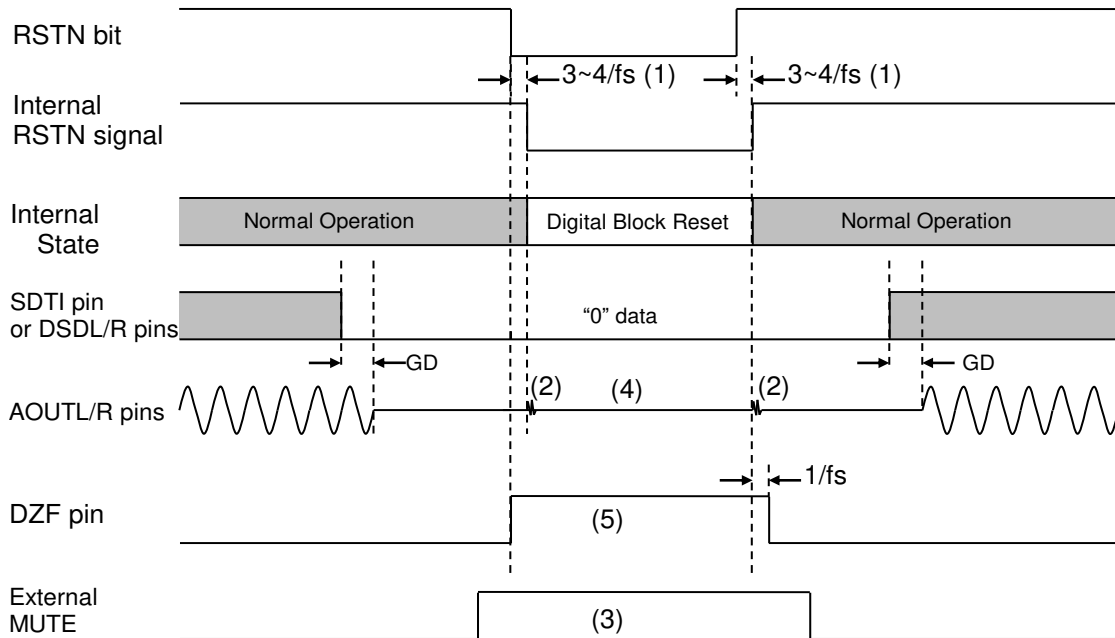 RSTN bit
3~4/fs (1)
3~4/fs (1)
Internal
RSTN signal
Internal
State
Normal Operation
Digital Block Reset
Normal Operation
SDTI pin
or DSDL/R pins
“0” data
GD
GD
AOUTL/R pins
(2)
(4)
(2)
1/fs
DZF pin
(5)
External
MUTE
(3)